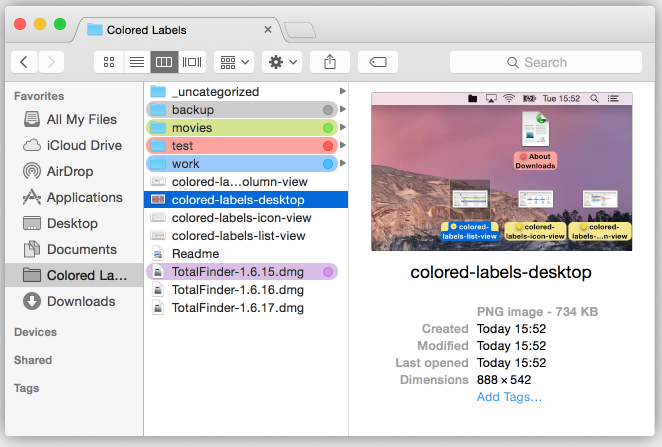 Colored Labels
Search
Favorites
All My Files
iCloud Drive
AirDrop
Applications
Desktop
Documents
Colored La...
Downloads
Devices
Shared
Tags
_uncategorized
backup
movies
test
work
colored-la...olumn-view
colored-labels-desktop
colored-labels-icon-view
colored-labels-list-view
Readme
TotalFinder-1.6.15.dmg
TotalFinder-1.6.16.dmg
TotalFinder-1.6.17.dmg
Tue 15:52
About
Downloads
colored-
labels-list-view
colored-
labels-icon-view
colored-
labels-...n-view
colored-labels-desktop
PNG image - 734 KB
Created Today 15:52
Modified Today 15:52
Last opened Today 15:52
Dimensions 888 × 542
Add Tags...